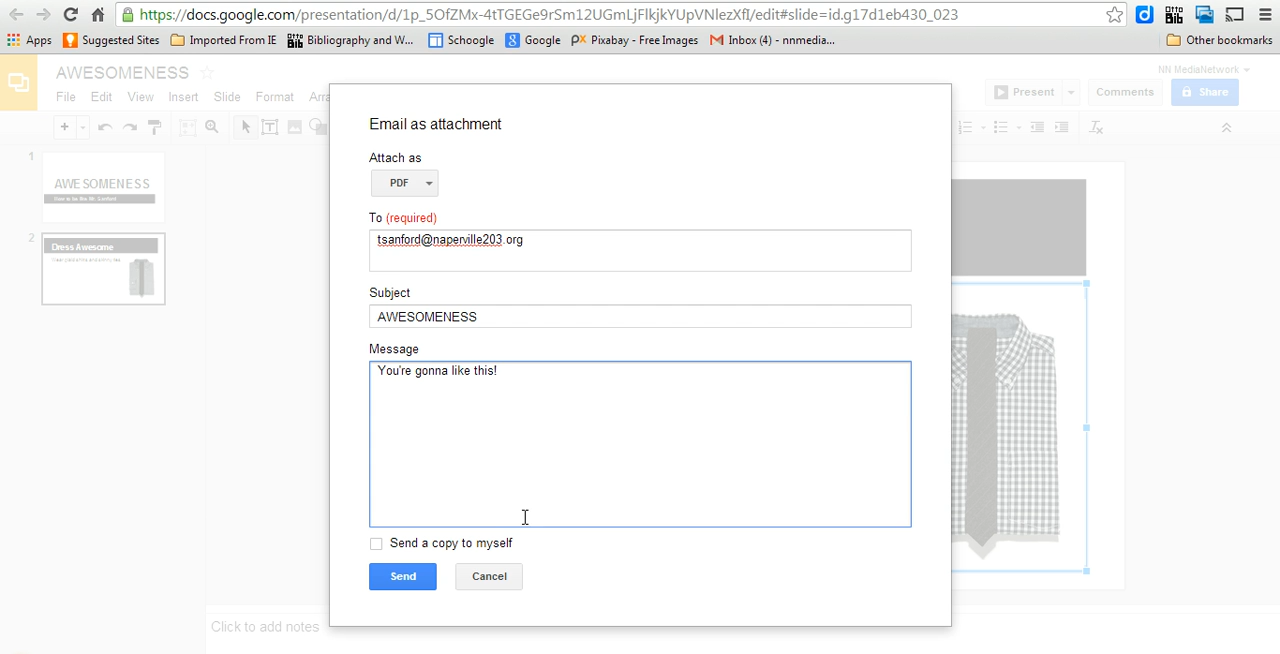 https://docs.google.com/presentation/d/1p_5OfZMx-4tTGEGe9rSm12UGmLjFlkjkYUpVNlezXfI/edit#slide=id.g17d1eb430_023
Apps Suggested Sites Imported From IE Bibliography and W... Schoogle Google Pixabay - Free Images Inbox (4) - nnmedia... Other bookmarks
AWESOMENESS
NN MediaNetwork
File Edit View Insert Slide Format Arra
Present Comments Share
1
AWESOMENESS
2
Dress Awesome
Email as attachment
Attach as
PDF
To (required)
tsanford@naperville203.org
Subject
AWESOMENESS
Message
You're gonna like this!
Send a copy to myself
Send Cancel
Click to add notes